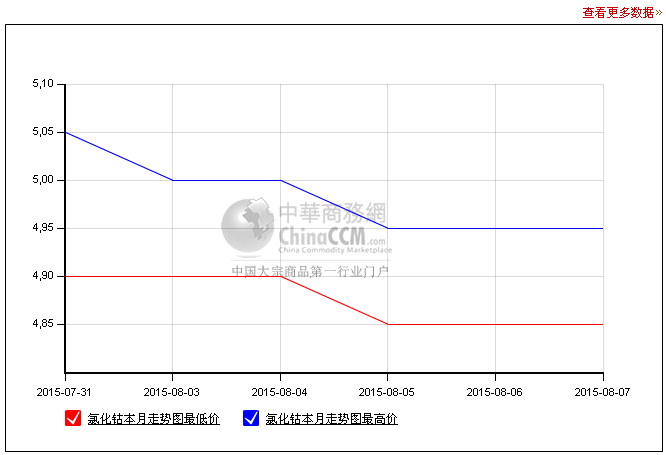 查看更多数据»
5,10
5,05
5,00
4,95
4,90
4,85
中華商務網
ChinaCCM.com
China Commodity Marketplace
中国大宗商品第一行业门户
2015-07-31 2015-08-03 2015-08-04 2015-08-05 2015-08-06 2015-08-07
氯化钴本月走势图最低价 氯化钴本月走势图最高价